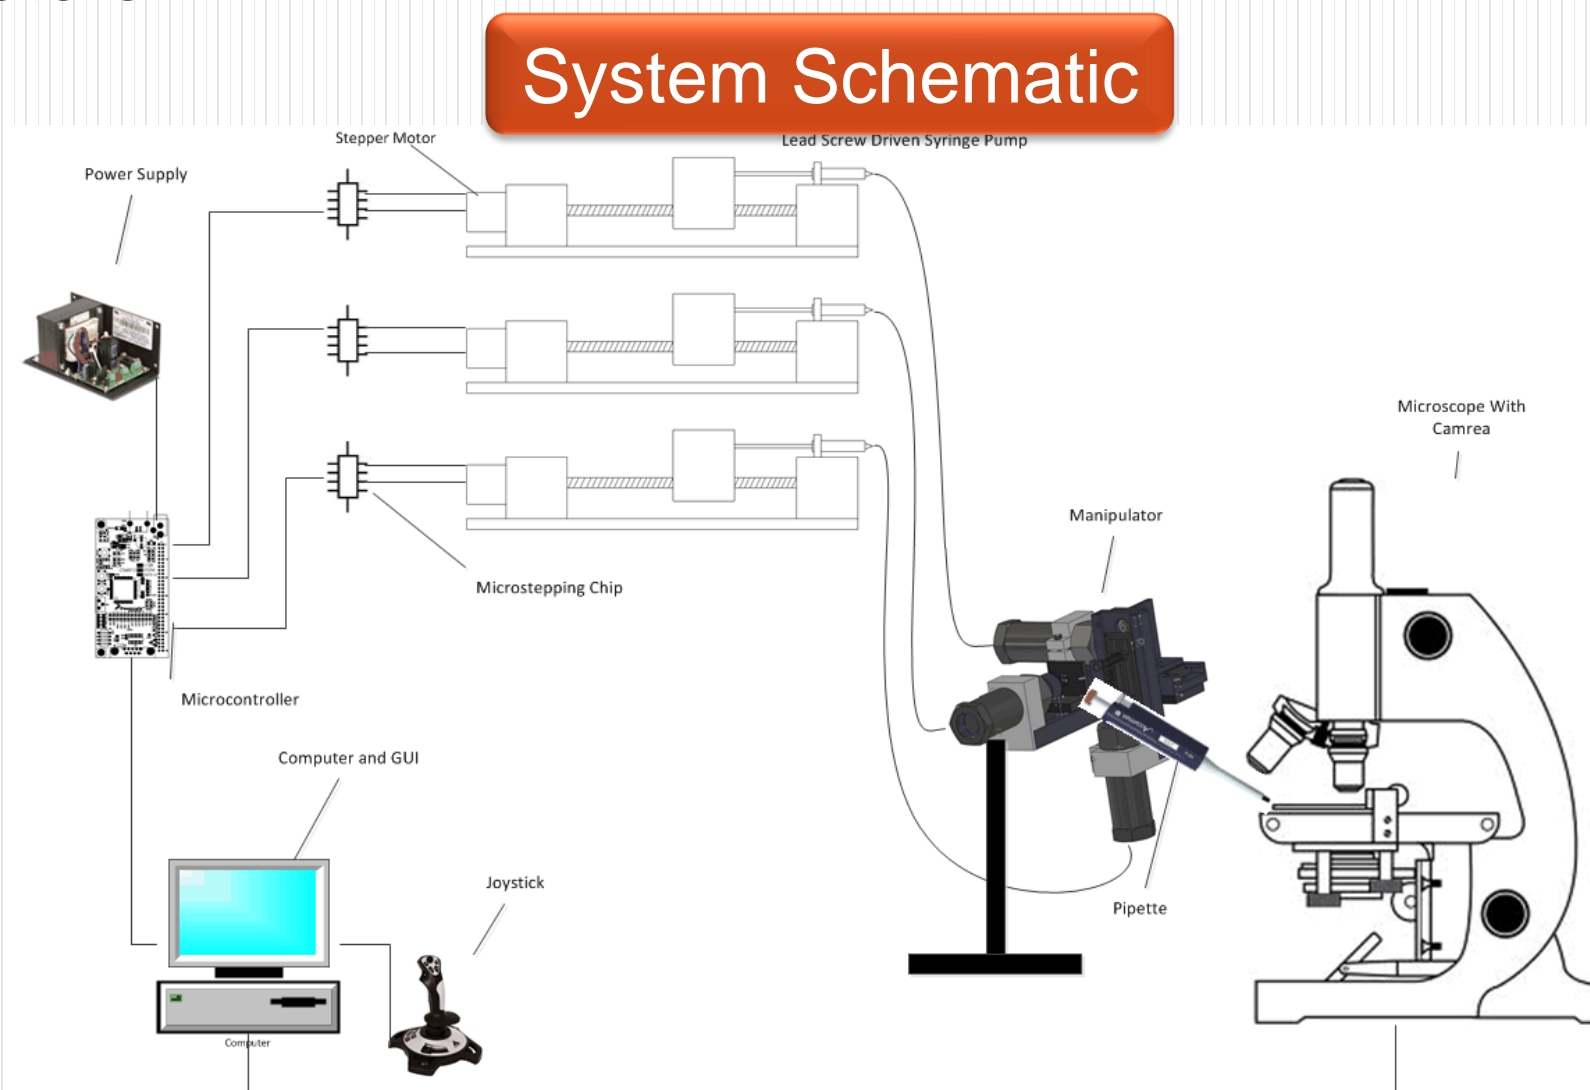 System Schematic
Stepper Motor
Lead Screw Driven Syringe Pump
Power Supply
Microscope With
Camrea
Manipulator
Microstepping Chip
Microcontroller
Computer and GUI
Joystick
Pipette
Computer